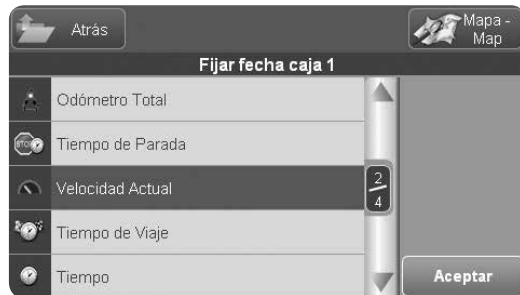 Atrás
Mapa -
Map
Fijar fecha caja 1
Odómetro Total
Tiempo de Parada
Velocidad Actual
Tiempo de Viaje
Tiempo
2
4
Aceptar